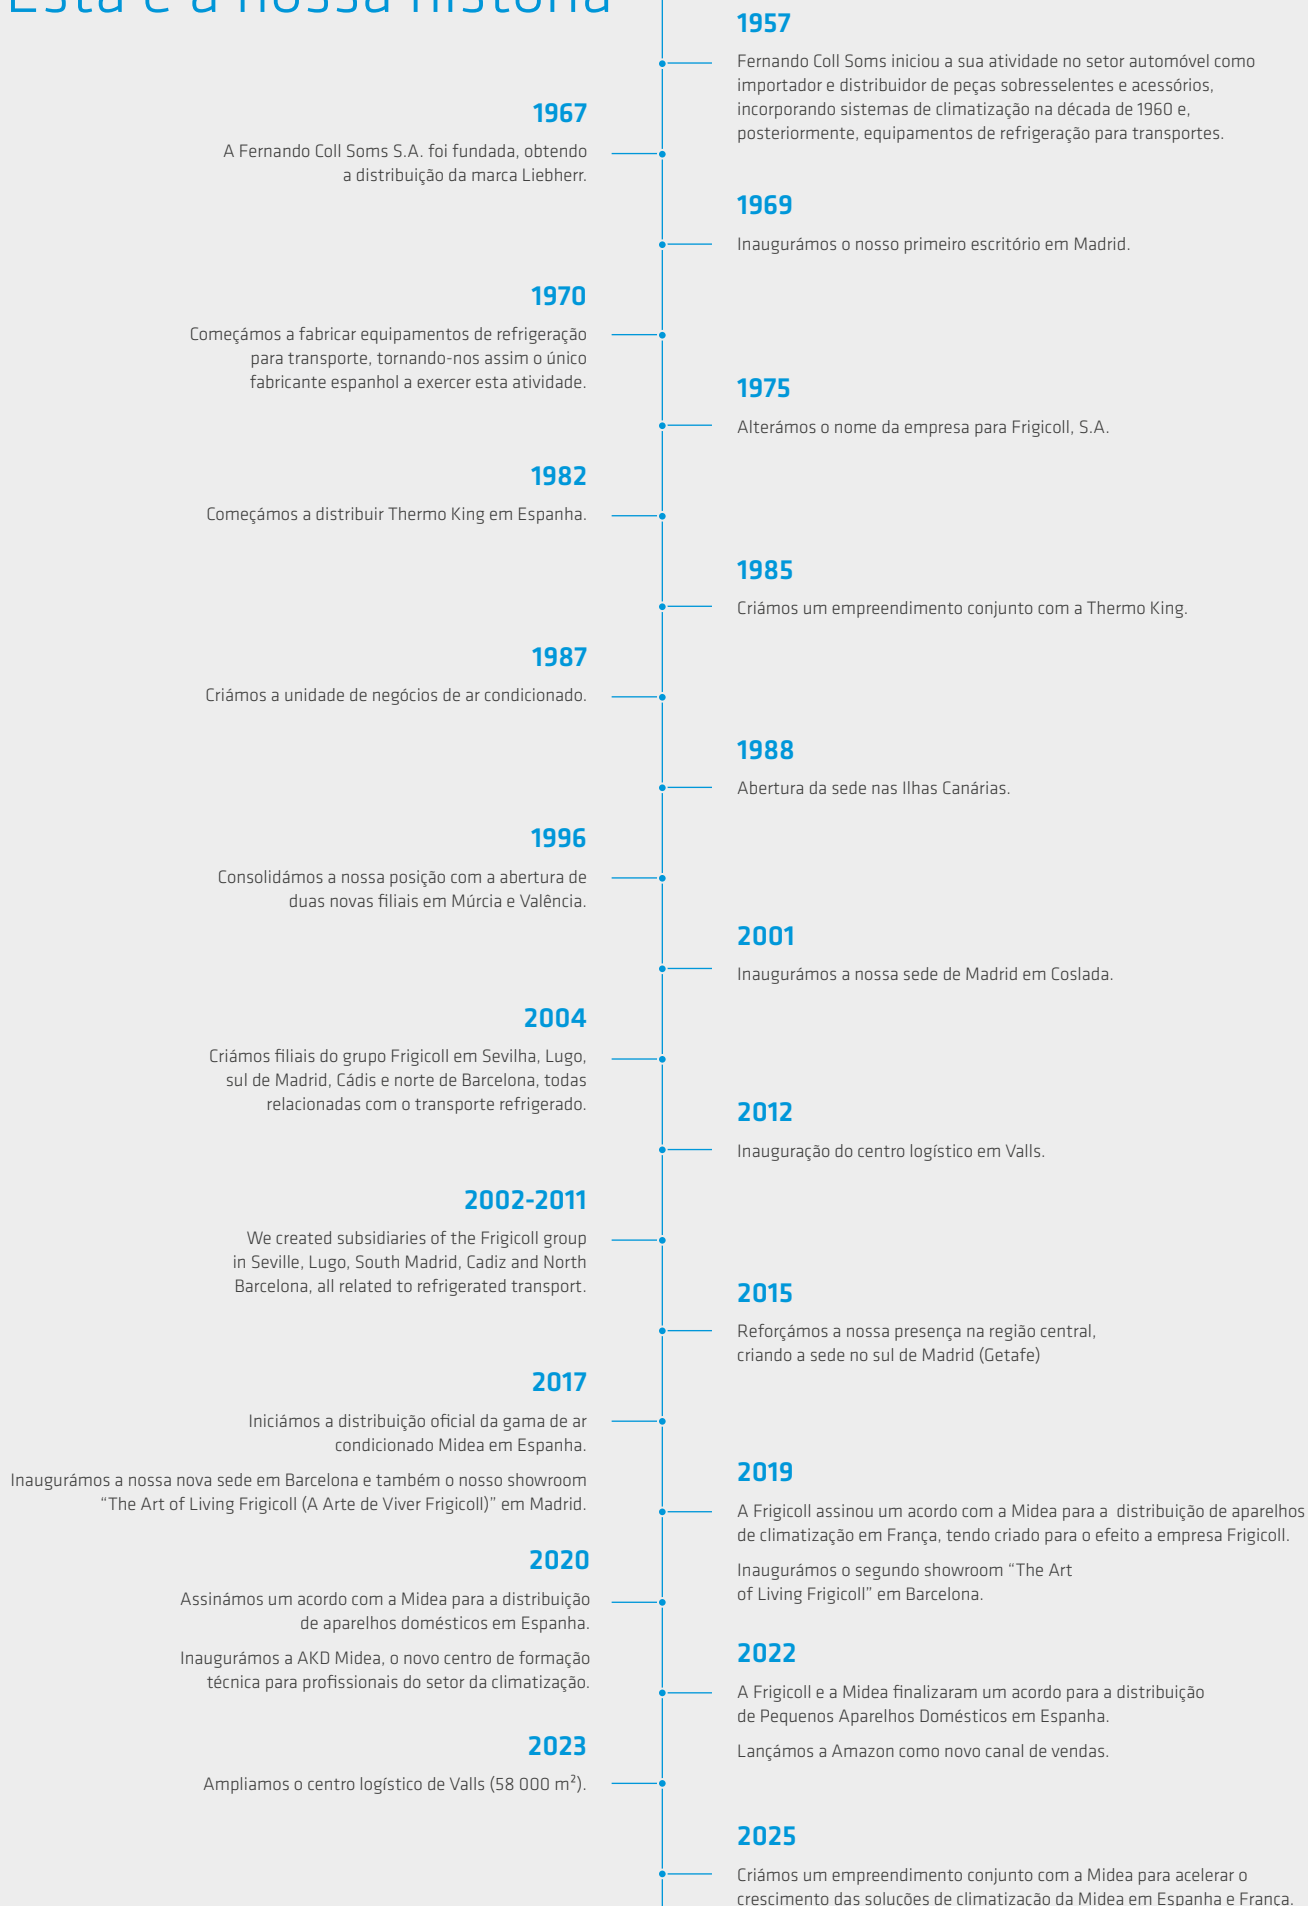 Esta é a nossa história
1957
Fernando Coll Soms iniciou a sua atividade no setor automóvel como
importador e distribuidor de peças sobresselentes e acessórios,
incorporando sistemas de climatização na década de 1960 e,
posteriormente, equipamentos de refrigeração para transportes.
1967
A Fernando Coll Soms S.A. foi fundada, obtendo
a distribuição da marca Liebherr.
1969
Inaugurámos o nosso primeiro escritório em Madrid.
1970
Começámos a fabricar equipamentos de refrigeração
para transporte, tornando-nos assim o único
fabricante espanhol a exercer esta atividade.
1975
Alterámos o nome da empresa para Frigicoll, S.A.
1982
Começámos a distribuir Thermo King em Espanha.
1985
Criámos um empreendimento conjunto com a Thermo King.
1987
Criámos a unidade de negócios de ar condicionado.
1988
Abertura da sede nas Ilhas Canárias.
1996
Consolidámos a nossa posição com a abertura de
duas novas filiais em Múrcia e Valência.
2001
Inaugurámos a nossa sede de Madrid em Coslada.
2004
Criámos filiais do grupo Frigicoll em Sevilha, Lugo,
sul de Madrid, Cádis e norte de Barcelona, todas
relacionadas com o transporte refrigerado.
2012
Inauguração do centro logístico em Valls.
2002-2011
We created subsidiaries of the Frigicoll group
in Seville, Lugo, South Madrid, Cadiz and North
Barcelona, all related to refrigerated transport.
2015
Reforçámos a nossa presença na região central,
criando a sede no sul de Madrid (Getafe)
2017
Iniciámos a distribuição oficial da gama de ar
condicionado Midea em Espanha.
Inaugurámos a nossa nova sede em Barcelona e também o nosso showroom
“The Art of Living Frigicoll (A Arte de Viver Frigicoll)” em Madrid.
2019
A Frigicoll assinou um acordo com a Midea para a distribuição de aparelhos
de climatização em França, tendo criado para o efeito a empresa Frigicoll.
Inaugurámos o segundo showroom “The Art
of Living Frigicoll” em Barcelona.
2020
Assinámos um acordo com a Midea para a distribuição
de aparelhos domésticos em Espanha.
Inaugurámos a AKD Midea, o novo centro de formação
técnica para profissionais do setor da climatização.
2022
A Frigicoll e a Midea finalizaram um acordo para a distribuição
de Pequenos Aparelhos Domésticos em Espanha.
Lançámos a Amazon como novo canal de vendas.
2023
Ampliamos o centro logístico de Valls (58 000 m²).
2025
Criámos um empreendimento conjunto com a Midea para acelerar o
crescimento das soluções de climatização da Midea em Espanha e França.